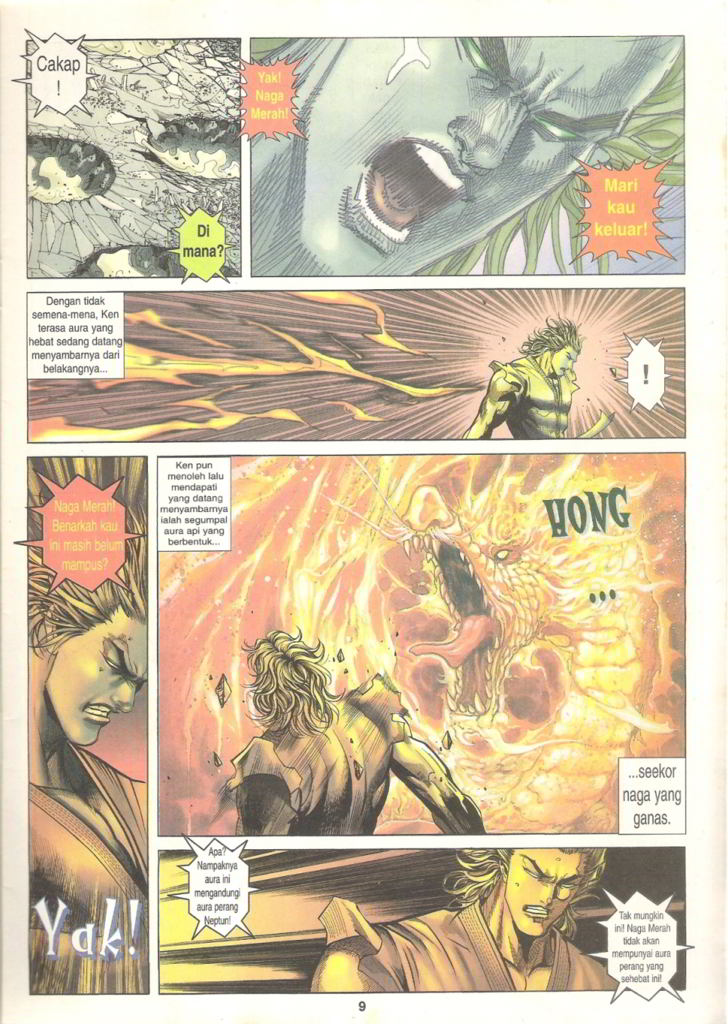 Cakap
!
Di
mana?
Yak!
Naga
Merah!
Mari
kau
keluar!
Dengan tidak
semena-mena, Ken
terasa aura yang
hebat sedang datang
menyambarnya dari
belakangnya...
!
Naga Merah!
Benarkah kau
ini masih belum
mampus?
Yak!
Ken pun
menoleh lalu
mendapati
yang datang
menyambarnya
ialah segumpal
aura api yang
berbentuk...
HONG
...
...seekor
naga yang
ganas.
Apa?
Nampaknya
aura ini
mengandungi
aura perang
Neptun!
Tak mungkin
ini! Naga Merah
tidak akan
mempunyai aura
perang yang
sehebat ini!
9